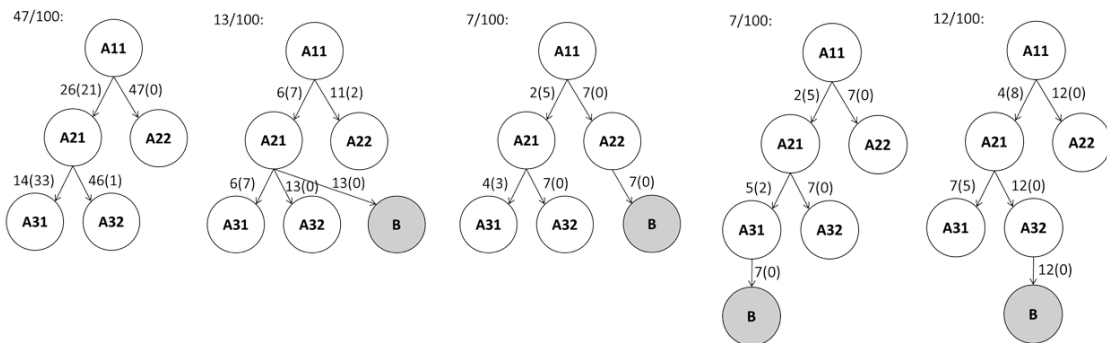 47/100:
A11
26(21) 47(0)
A21 A22
14(33) 46(1)
A31 A32
13/100:
A11
6(7) 11(2)
A21 A22
6(7) 13(0) 13(0)
A31 A32 B
7/100:
A11
2(5) 7(0)
A21 A22
4(3) 7(0) 7(0)
A31 A32 B
7/100:
A11
2(5) 7(0)
A21 A22
5(2) 7(0)
A31 A32
7(0)
B
12/100:
A11
4(8) 12(0)
A21 A22
7(5) 12(0)
A31 A32
12(0)
B